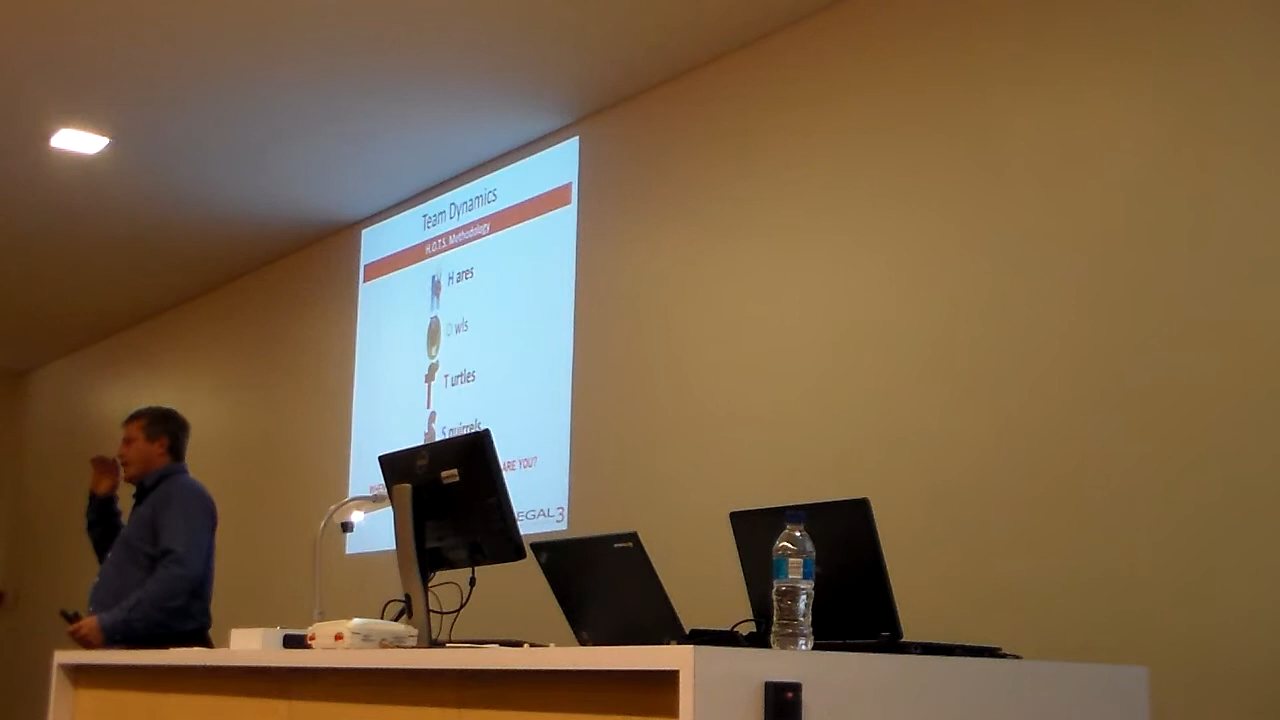 Team Dynamics
H.O.T.S. Methodology
H ares
O wls
T urtles
S quirrels
ARE YOU?
EGAL3